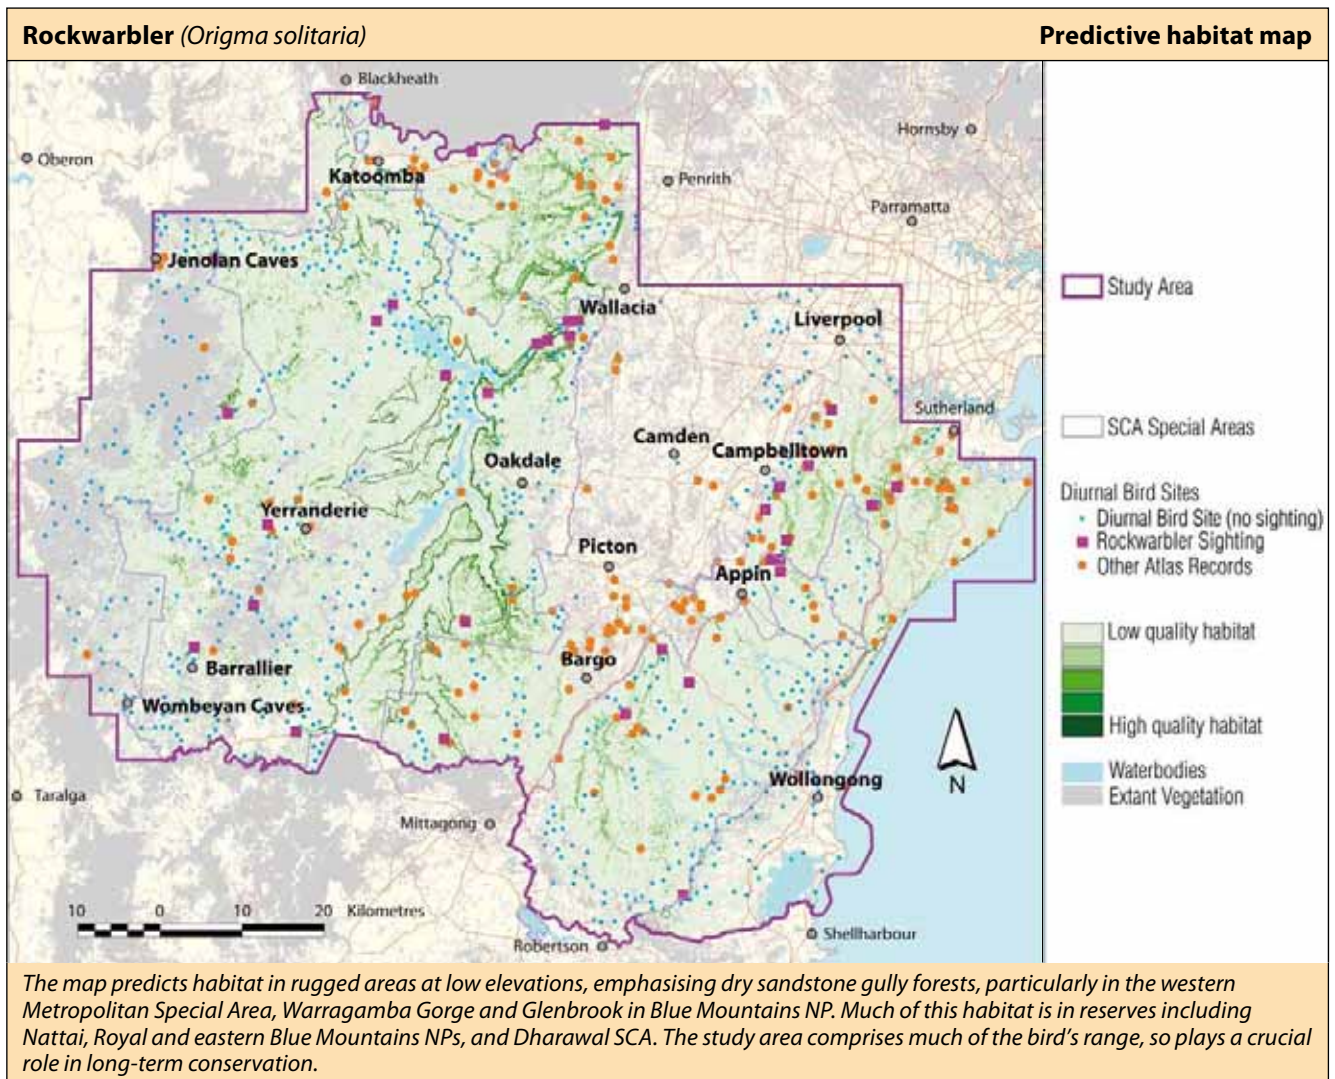 Rockwarbler (Origma solitaria)
Predictive habitat map
Blackheath
Hornsby
Oberon
Katoomba
Penrith
Parramatta
Jenolan Caves
Wallacia
Liverpool
Sutherland
Camden
Campbelltown
Oakdale
Yerranderie
Picton
Appin
Barrallier
Bargo
Wombeyan Caves
Wollongong
Taralga
Mittagong
N
10 0 10 20 Kilometres
Robertson
Shellharbour
Study Area
SCA Special Areas
Diurnal Bird Sites
Diurnal Bird Site (no sighting)
Rockwarbler Sighting
Other Atlas Records
Low quality habitat
High quality habitat
Waterbodies
Extant Vegetation
The map predicts habitat in rugged areas at low elevations, emphasising dry sandstone gully forests, particularly in the western
Metropolitan Special Area, Warragamba Gorge and Glenbrook in Blue Mountains NP. Much of this habitat is in reserves including
Nattai, Royal and eastern Blue Mountains NPs, and Dharawal SCA. The study area comprises much of the bird's range, so plays a crucial
role in long-term conservation.